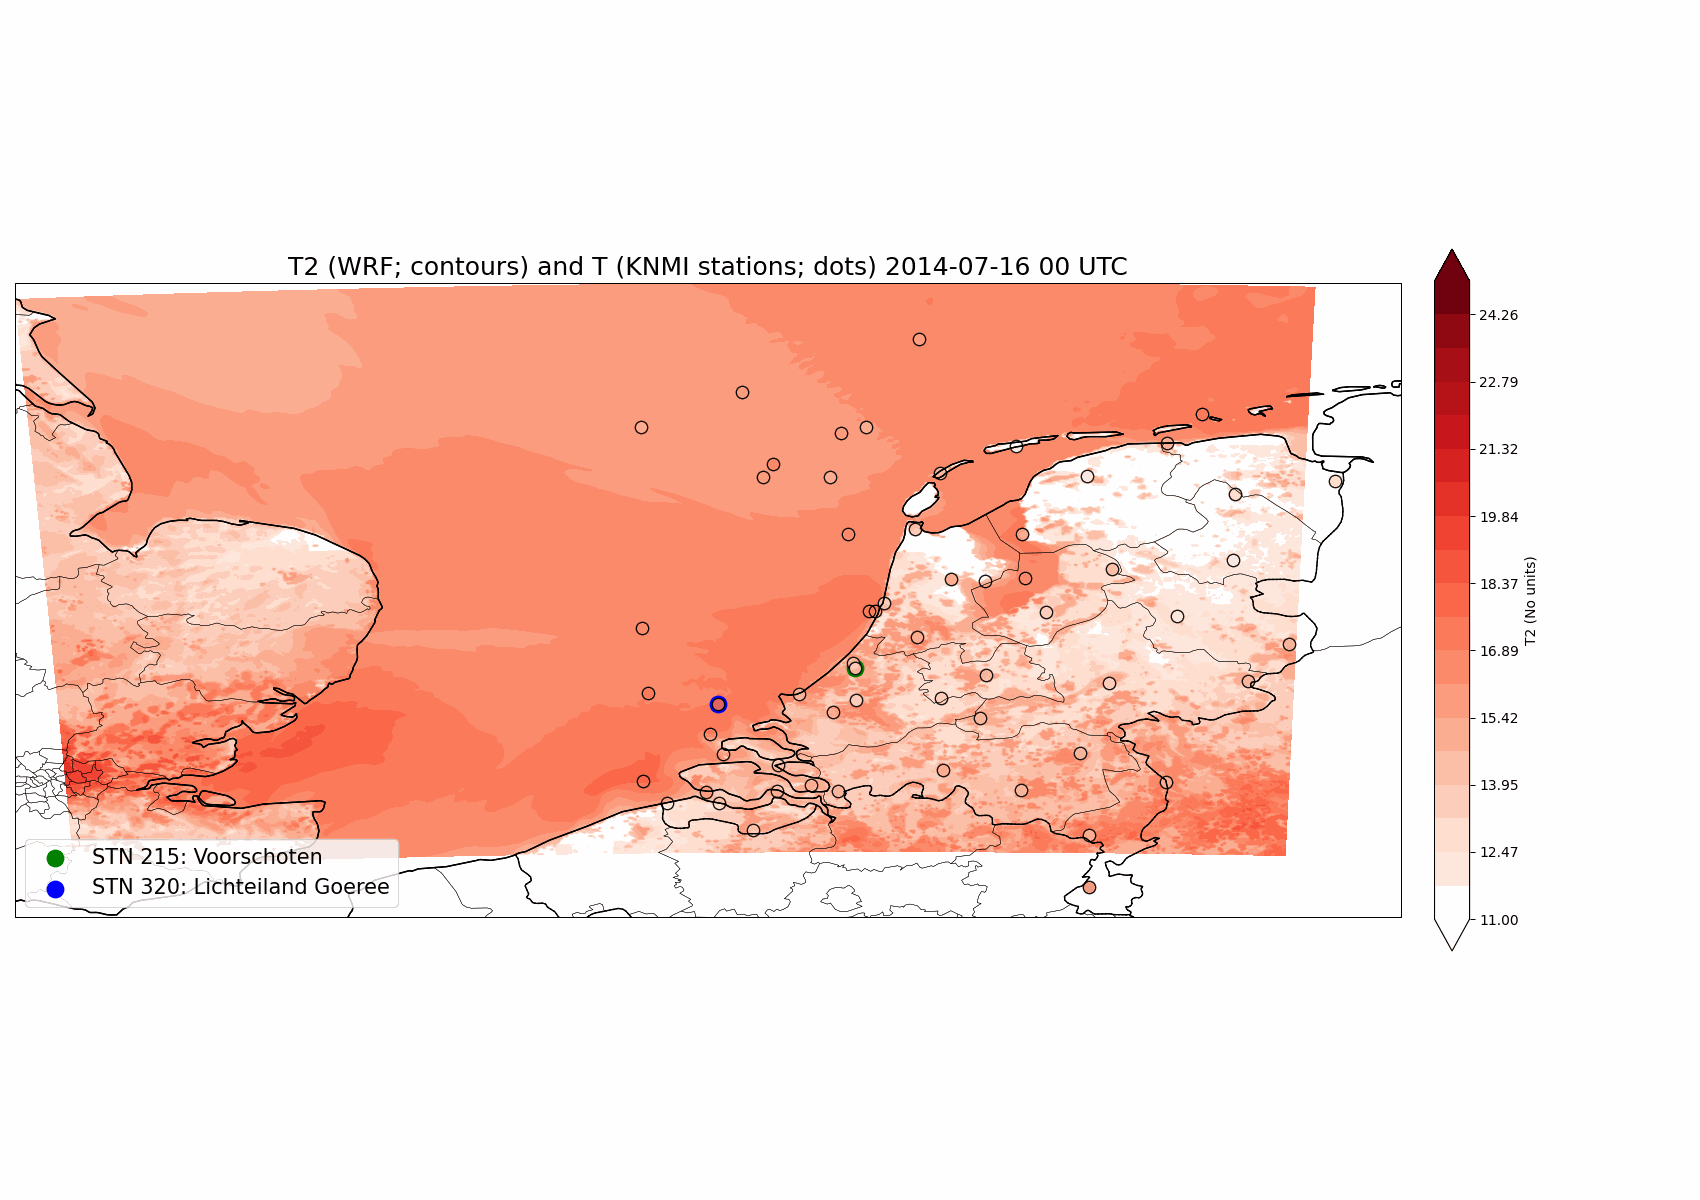 T2 (WRF; contours) and T (KNMI stations; dots) 2014-07-16 00 UTC
24.26
22.79
21.32
19.84
18.37
16.89
15.42
13.95
12.47
11.00
T2 (No units)
STN 215: Voorschoten
STN 320: Lichteiland Goeree